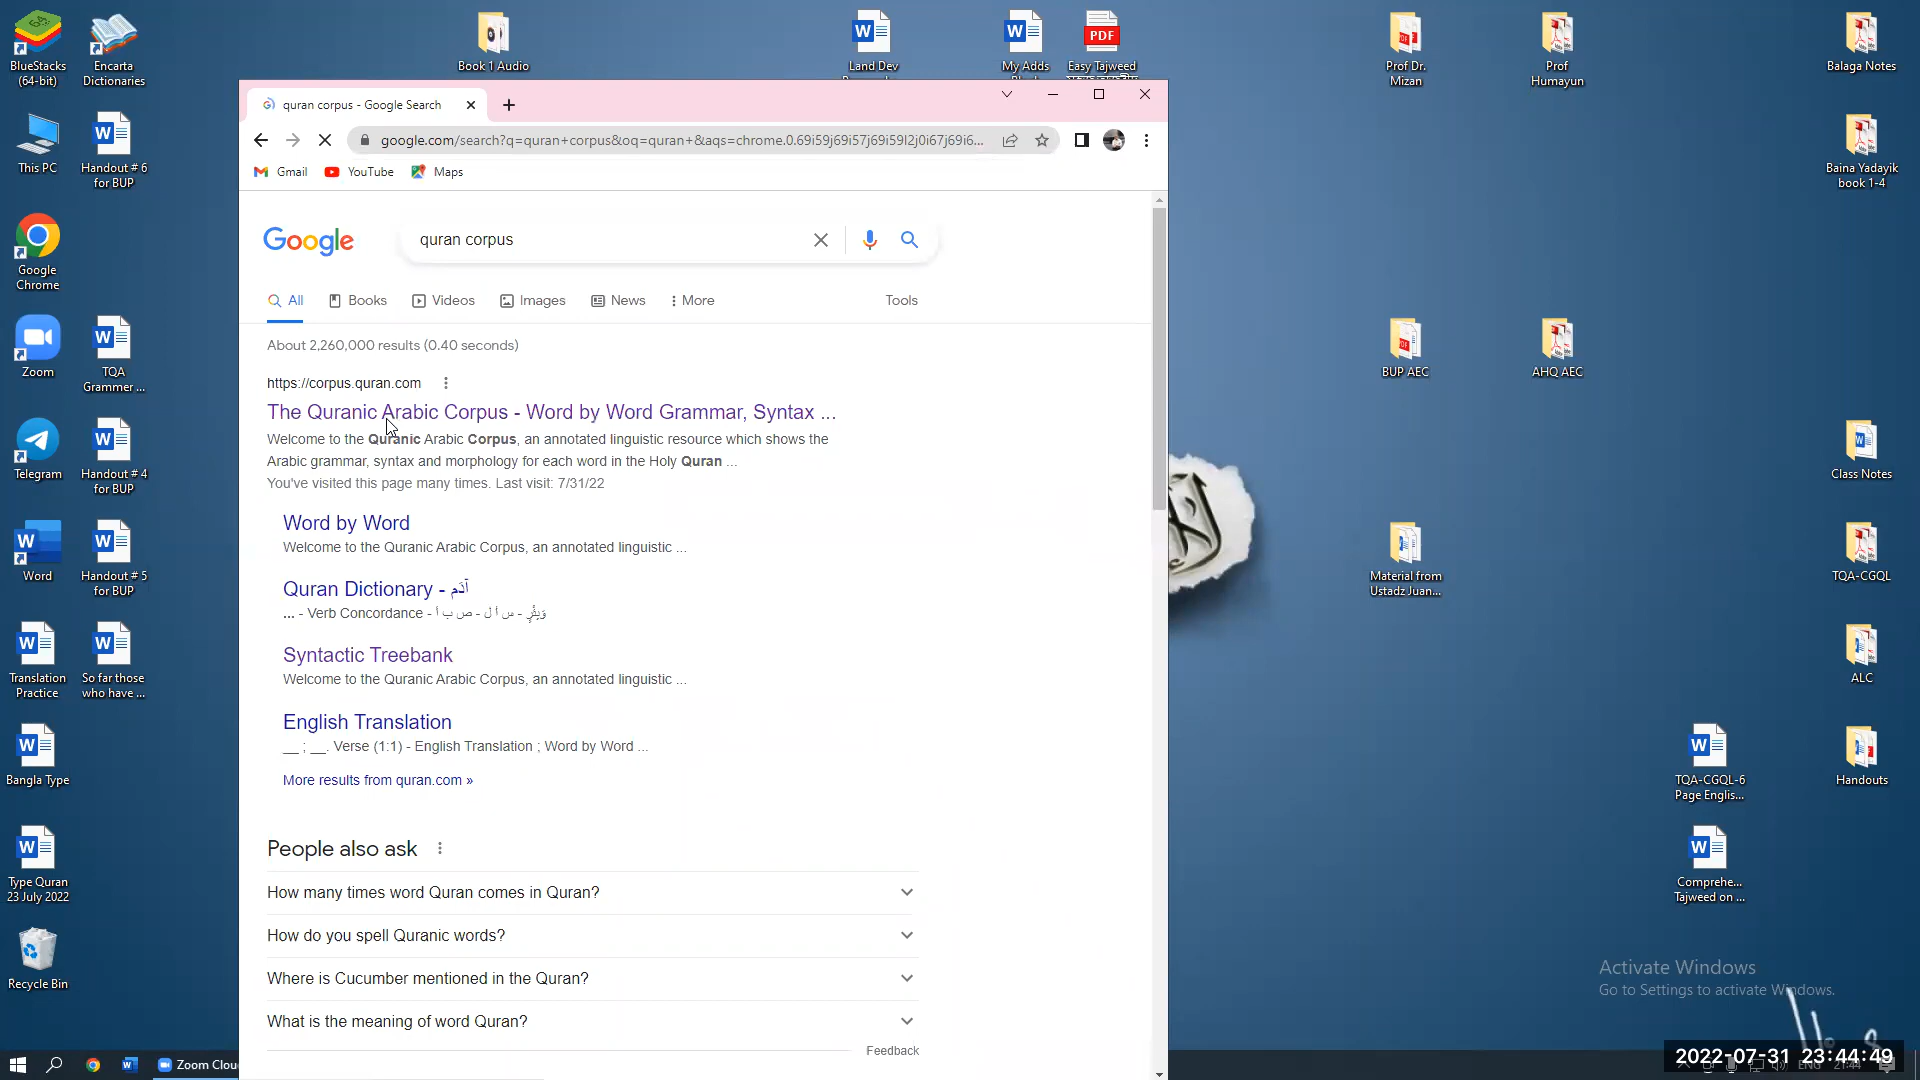 BlueStacks
(64-bit)
Encarta
Dictionaries
Book 1 Audio
Land Dev
My Adds
PDF
Easy Tajweed
Prof Dr.
Mizan
Prof
Humayun
Balaga Notes
This PC
Handout # 6
for BUP
Baina Yadayik
book 1-4
Google
Chrome
Zoom
TQA
Grammer ...
Telegram
Handout # 4
for BUP
Word
Handout # 5
for BUP
Translation
Practice
So far those
who have ...
Bangla Type
Type Quran
23 July 2022
Recycle Bin
quran corpus - Google Search
google.com/search?q=quran+corpus&oq=quran+&aqs=chrome.0.69i59j69i57j69i59l2j0i67j69i6...
Gmail
YouTube
Maps
Google
quran corpus
All
Books
Videos
Images
News
More
Tools
About 2,260,000 results (0.40 seconds)
https://corpus.quran.com
The Quranic Arabic Corpus - Word by Word Grammar, Syntax ...
Welcome to the Quranic Arabic Corpus, an annotated linguistic resource which shows the
Arabic grammar, syntax and morphology for each word in the Holy Quran ...
You've visited this page many times. Last visit: 7/31/22
Word by Word
Welcome to the Quranic Arabic Corpus, an annotated linguistic ...
Quran Dictionary - آدَم
... - Verb Concordance - س أ ل - ص ب أ
Syntactic Treebank
Welcome to the Quranic Arabic Corpus, an annotated linguistic ...
English Translation
__ ; __. Verse (1:1) - English Translation ; Word by Word ...
More results from quran.com »
People also ask
How many times word Quran comes in Quran?
How do you spell Quranic words?
Where is Cucumber mentioned in the Quran?
What is the meaning of word Quran?
Feedback
BUP AEC
AHQ AEC
Class Notes
Material from
Ustadz Juan...
TQA-CGQL
ALC
TQA-CGQL-6
Page Englis...
Handouts
Comprehe...
Tajweed on ...
Activate Windows
Go to Settings to activate Windows.
Zoom Clou
2022-07-31 23:44:49
ENG
21:44